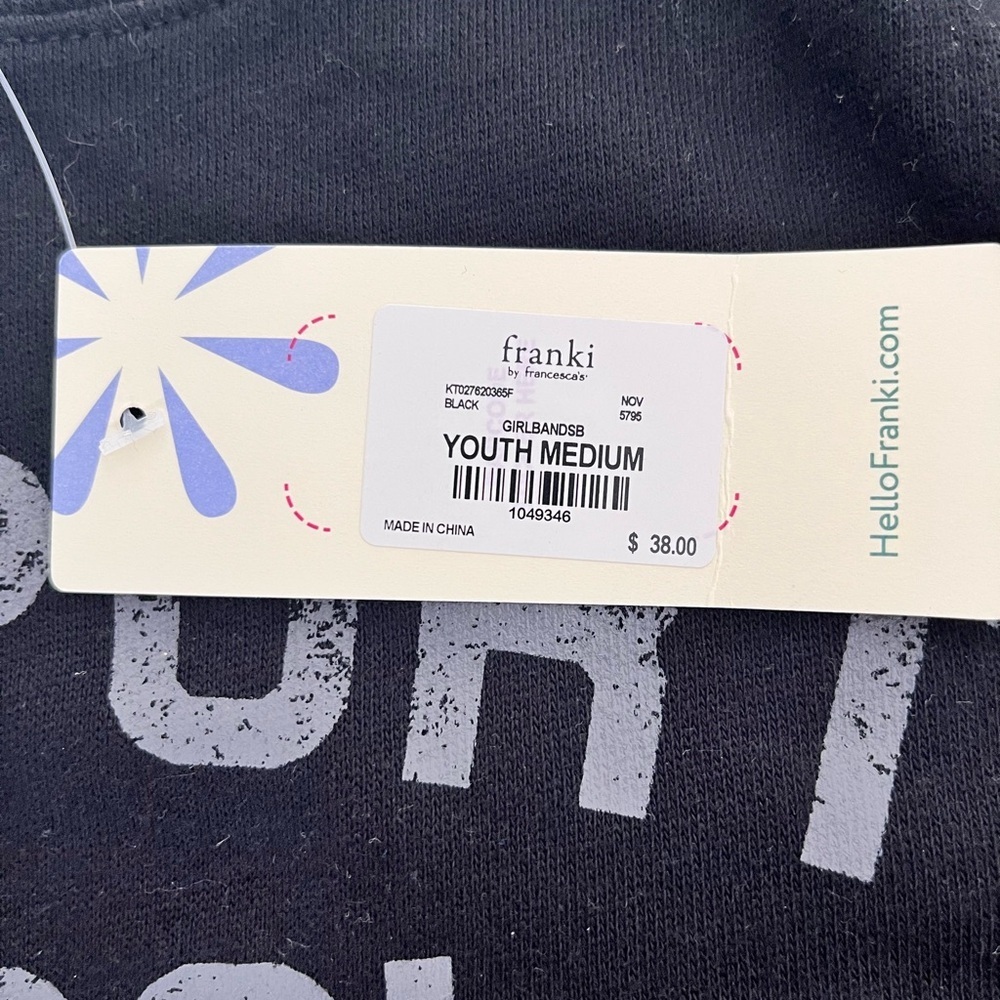 franki
by francesca's
KT027620365F
BLACK
NOV
5795
GIRLBANDSB
YOUTH MEDIUM
1049346
MADE IN CHINA
$ 38.00
HelloFranki.com